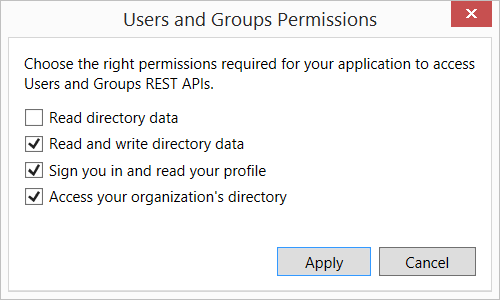 Users and Groups Permissions
Choose the right permissions required for your application to access
Users and Groups REST APIs.
Read directory data
Read and write directory data
Sign you in and read your profile
Access your organization's directory
Apply
Cancel